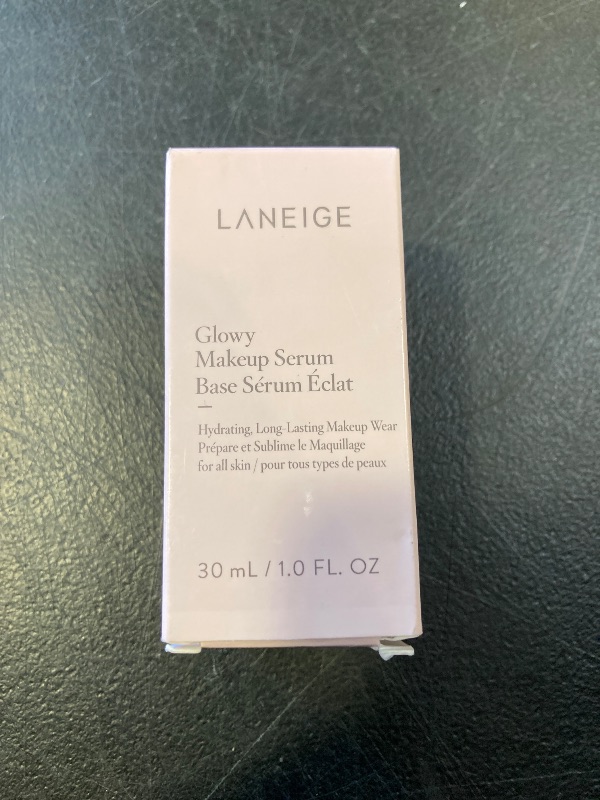 LANEIGE
Glowy
Makeup Serum
Base Sérum Éclat
Hydrating, Long-Lasting Makeup Wear
Prépare et Sublime le Maquillage
for all skin / pour tous types de peaux
30 mL / 1.0 FL. OZ